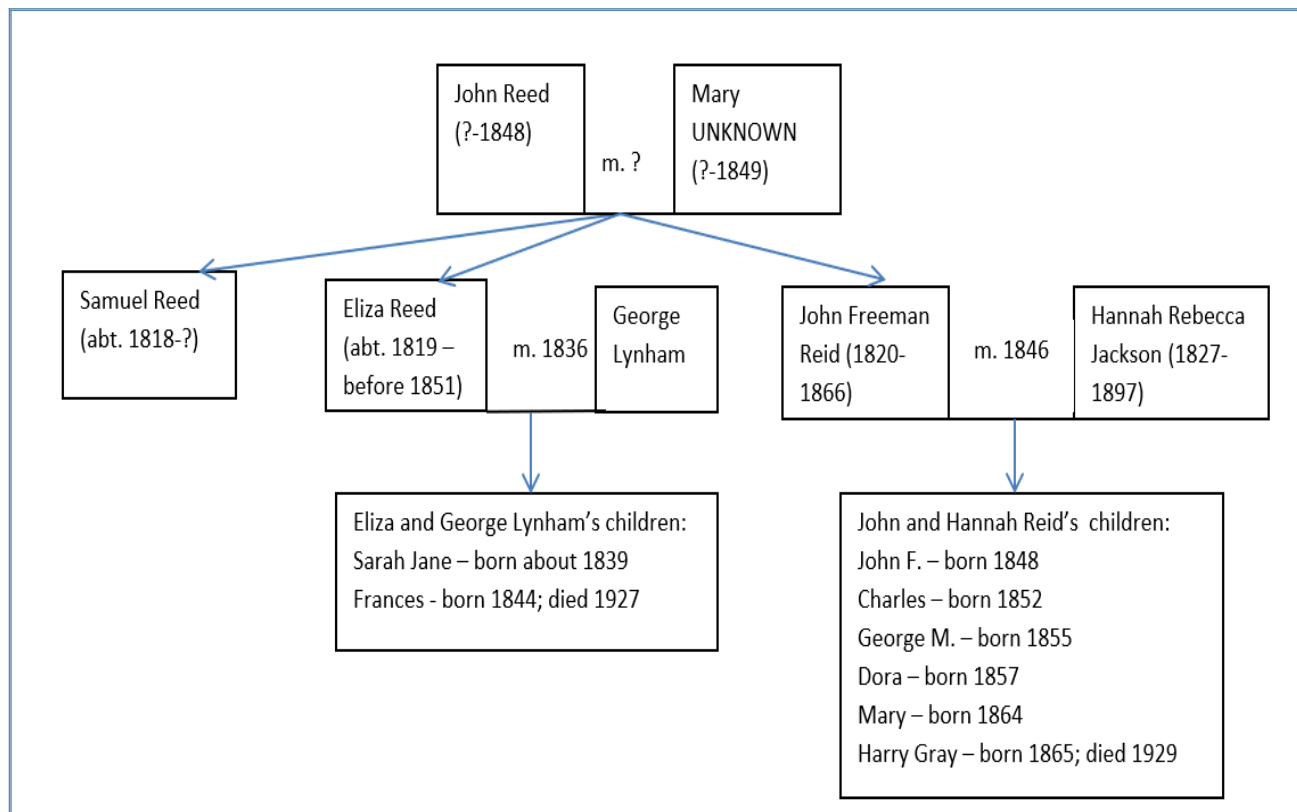 John Reed
(?-1848)
m. ?
Mary
UNKNOWN
(?-1849)
Samuel Reed
(abt. 1818-?)
Eliza Reed
(abt. 1819 –
before 1851)
m. 1836
George
Lynham
John Freeman
Reid (1820-
1866)
m. 1846
Hannah Rebecca
Jackson (1827-
1897)
Eliza and George Lynham’s children:
Sarah Jane – born about 1839
Frances - born 1844; died 1927
John and Hannah Reid’s  children:
John F. – born 1848
Charles – born 1852
George M. – born 1855
Dora – born 1857
Mary – born 1864
Harry Gray – born 1865; died 1929